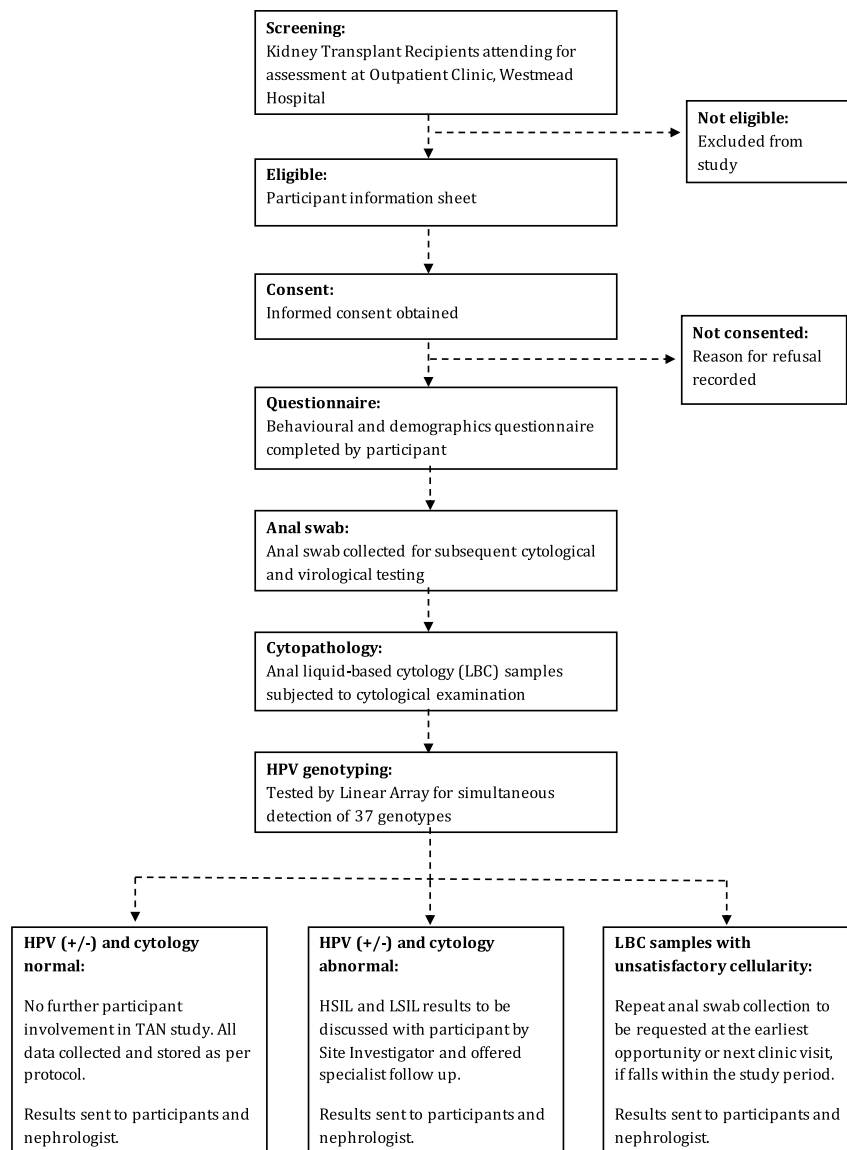 Screening:
Kidney Transplant Recipients attending for
assessment at Outpatient Clinic, Westmead
Hospital
Not eligible:
Excluded from
study
Eligible:
Participant information sheet
Consent:
Informed consent obtained
Not consented:
Reason for refusal
recorded
Questionnaire:
Behavioural and demographics questionnaire
completed by participant
Anal swab:
Anal swab collected for subsequent cytological
and virological testing
Cytopathology:
Anal liquid-based cytology (LBC) samples
subjected to cytological examination
HPV genotyping:
Tested by Linear Array for simultaneous
detection of 37 genotypes
HPV (+/-) and cytology
normal:
No further participant
involvement in TAN study. All
data collected and stored as per
protocol.
Results sent to participants and
nephrologist.
HPV (+/-) and cytology
abnormal:
HSIL and LSIL results to be
discussed with participant by
Site Investigator and offered
specialist follow up.
Results sent to participants and
nephrologist.
LBC samples with
unsatisfactory cellularity:
Repeat anal swab collection to
be requested at the earliest
opportunity or next clinic visit,
if falls within the study period.
Results sent to participants and
nephrologist.